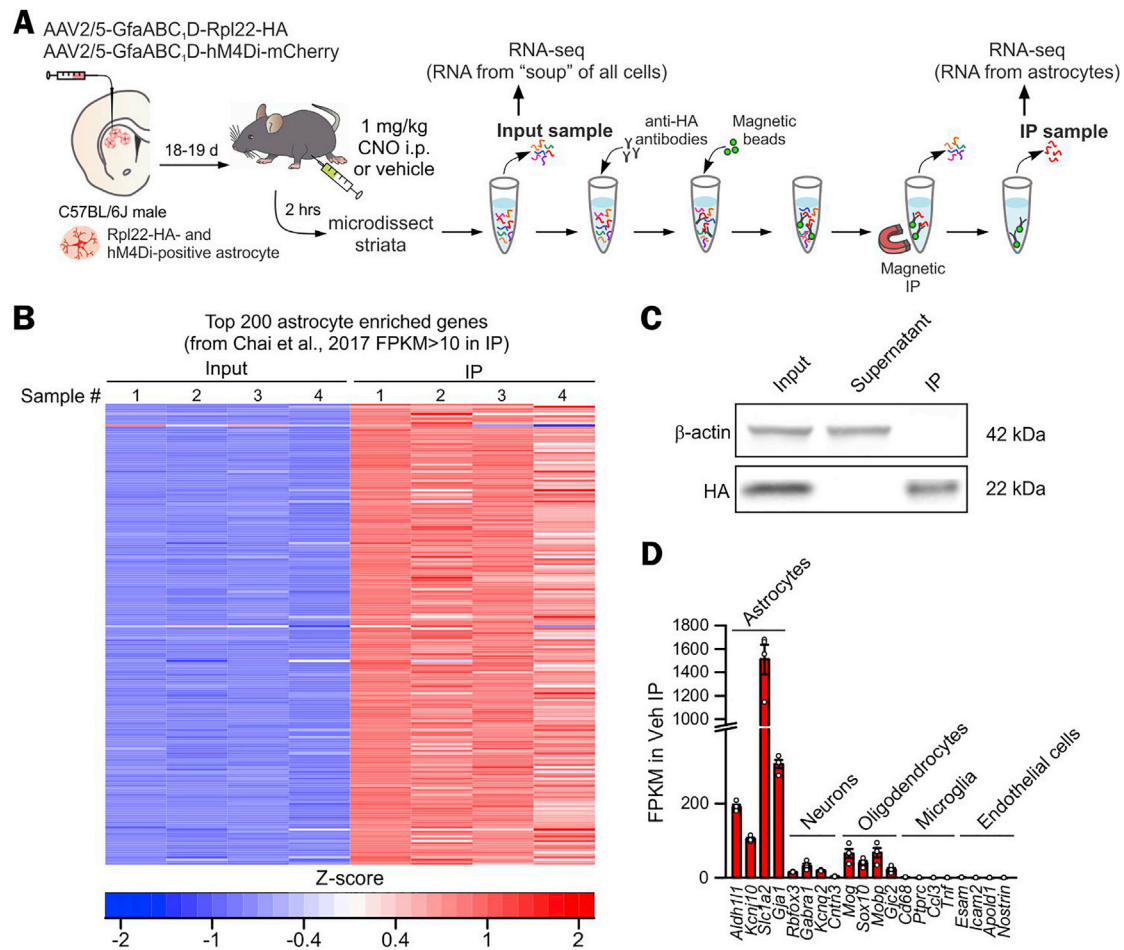 A
AAV2/5-GfaABC₁D-Rpl22-HA
AAV2/5-GfaABC₁D-hM4Di-mCherry
18-19 d
C57BL/6J male
Rpl22-HA- and
hM4Di-positive astrocyte
1 mg/kg
CNO i.p.
or vehicle
2 hrs
microdissect
striata
RNA-seq
(RNA from “soup” of all cells)
Input sample
anti-HA
antibodies
Magnetic
beads
Magnetic
IP
RNA-seq
(RNA from astrocytes)
IP sample
B
Top 200 astrocyte enriched genes
(from Chai et al., 2017 FPKM>10 in IP)
Input IP
Sample # 1 2 3 4 1 2 3 4
Z-score
-2 -1 -0.4 0.4 1 2
C
Input Supernatant IP
β-actin 42 kDa
HA 22 kDa
D
FPKM in Veh IP
1800
1600
1400
1200
1000
200
0
Astrocytes
Neurons
Oligodendrocytes
Microglia
Endothelial cells
Aldh1l1
Kcnj10
Slc1a2
Gja1
Rbfox3
Gabra1
Kcnq2
Cntn3
Mog
Sox10
Mobp
Gjc2
Cd68
Ptprc
Ccl3
Tnf
Esam
Icam2
Apold1
Nostrin